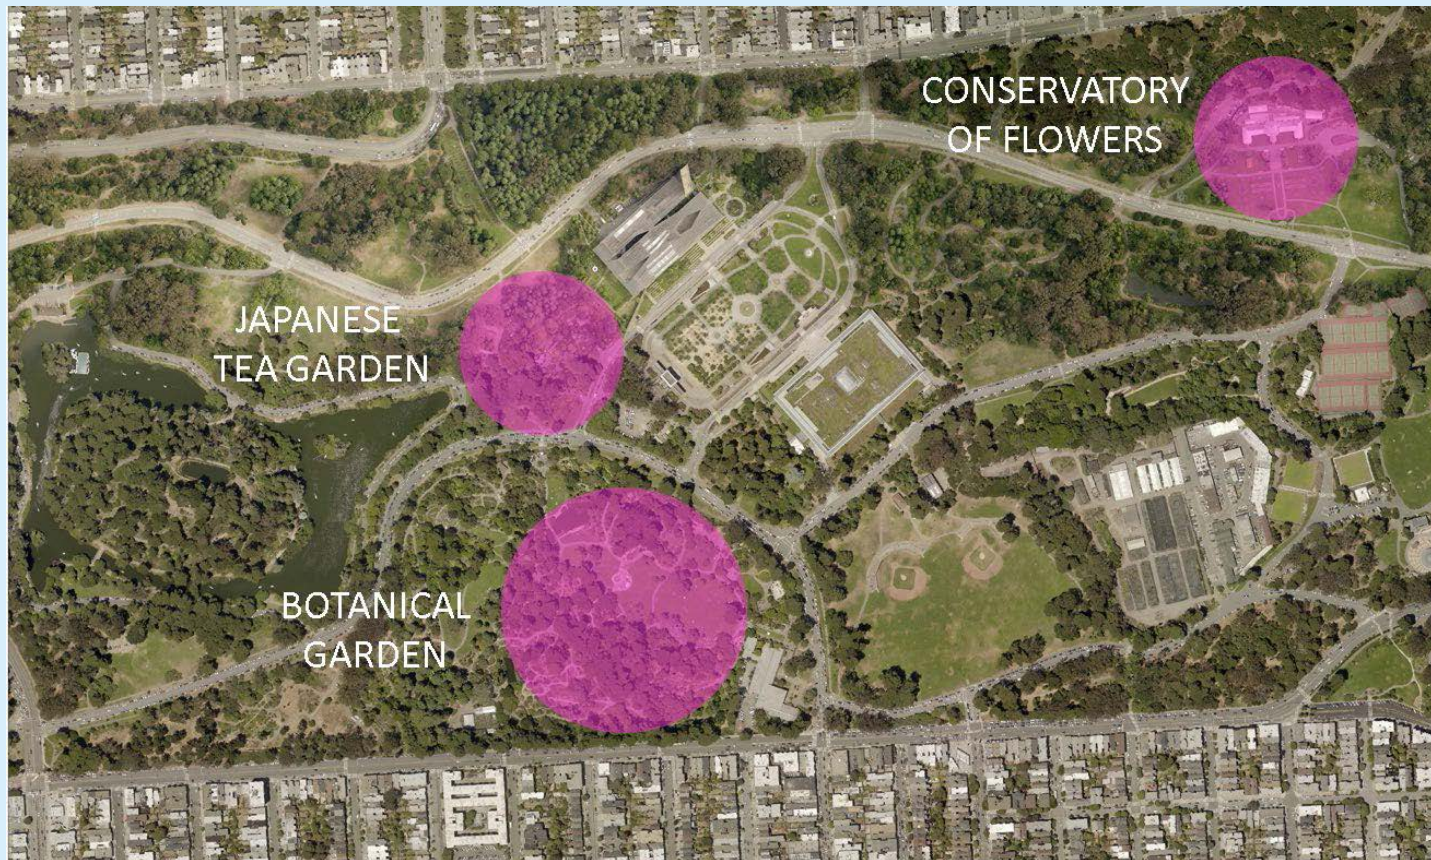 CONSERVATORY
OF FLOWERS
JAPANESE
TEA GARDEN
BOTANICAL
GARDEN